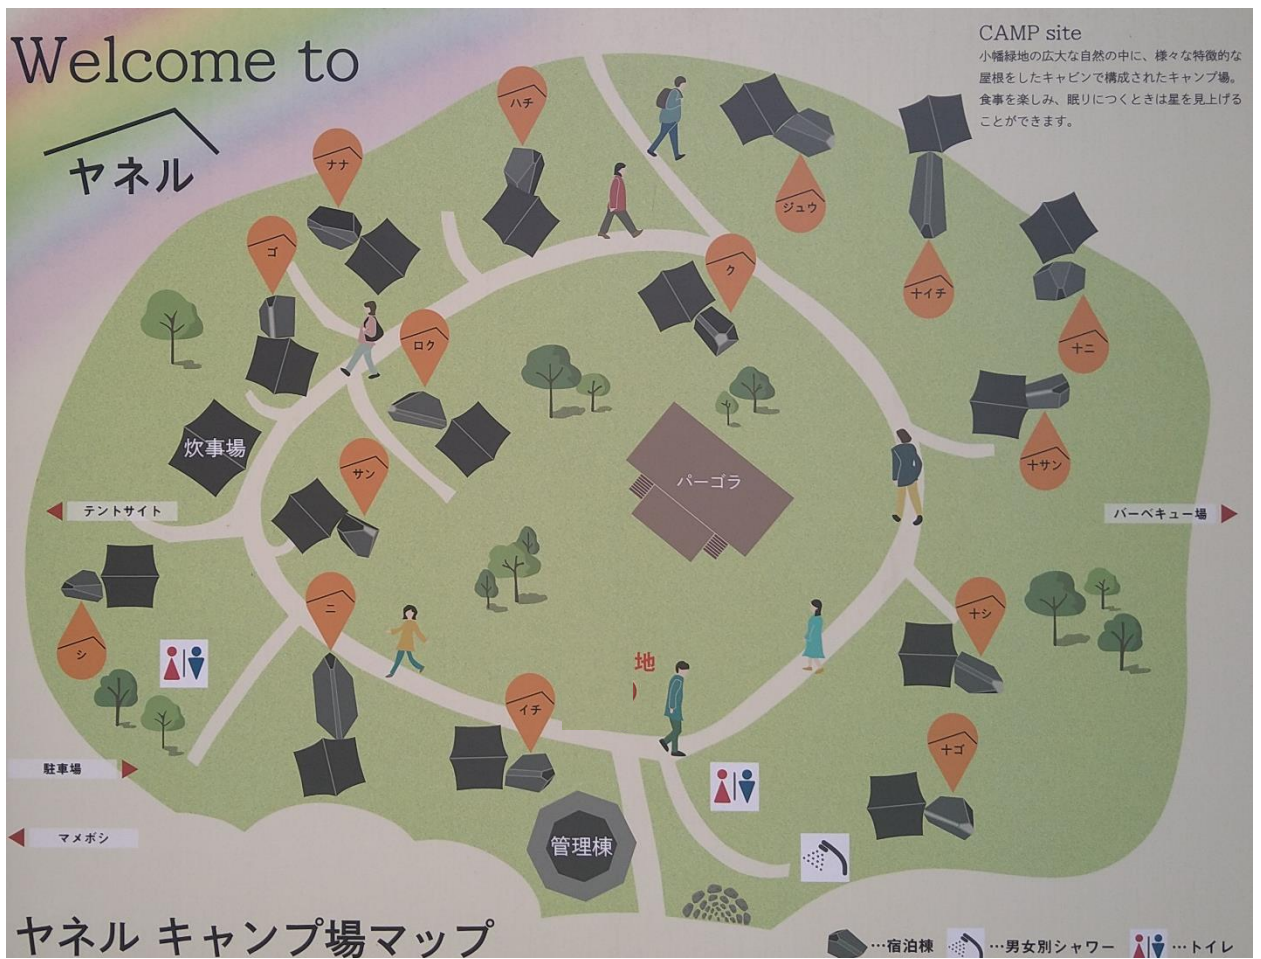 Welcome to
ヤネル
CAMP site
小幡緑地の広大な自然の中に、様々な特徴的な
屋根をしたキャビンで構成されたキャンプ場。
食事を楽しみ、眠りにつくときは星を見上げる
ことができます。
ハチ
ナナ
ジュウ
ゴ
ク
十イチ
ロク
十ニ
炊事場
サン
十サン
パーゴラ
テントサイト
バーベキュー場
ニ
十シ
シ
地
イチ
十ゴ
駐車場
マメボシ
管理棟
ヤネル キャンプ場マップ
…宿泊棟
…男女別シャワー
…トイレ